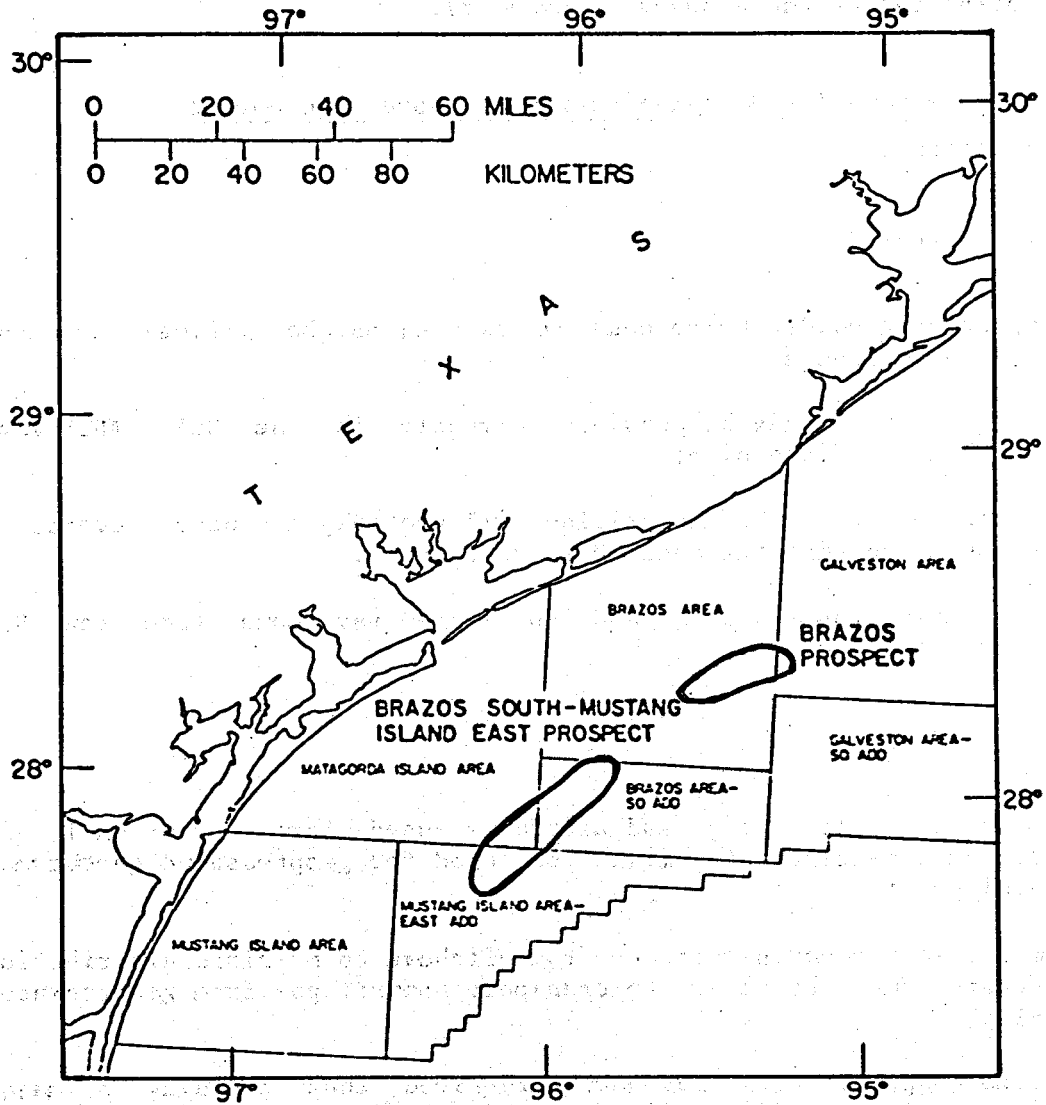 97° 96° 95°
30° 30°
0 20 40 60 MILES
0 20 40 60 80 KILOMETERS
T E X A S
29° 29°
GALVESTON AREA
BRAZOS AREA
BRAZOS
PROSPECT
BRAZOS SOUTH-MUSTANG
ISLAND EAST PROSPECT
GALVESTON AREA-
SO ADD
28° 28°
MATAGORDA ISLAND AREA
BRAZOS AREA-
SO ADD
MUSTANG ISLAND AREA-
EAST ADD
MUSTANG ISLAND AREA
97° 96° 95°